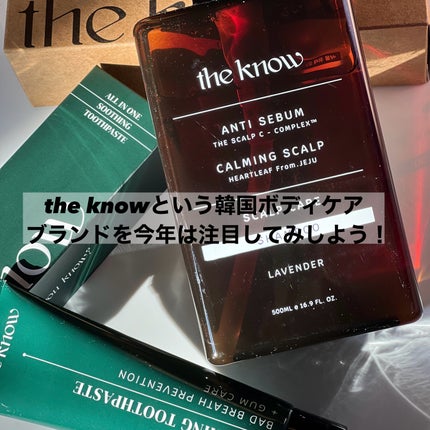 the k
ALL IN ONE
SOOTHING
TOOTHPASTE
the know
ANTI SEBUM
THE SCALP C - COMPLEX™
CALMING SCALP
HEARTLEAF From.JEJU
the knowという韓国ボディケア
ブランドを今年は注目してみしよう！
LAVENDER
500ML e 16.9 FL. OZ.
know
+ GUM CARE
BAD BREATH PREVENTION
TOOTHPASTE